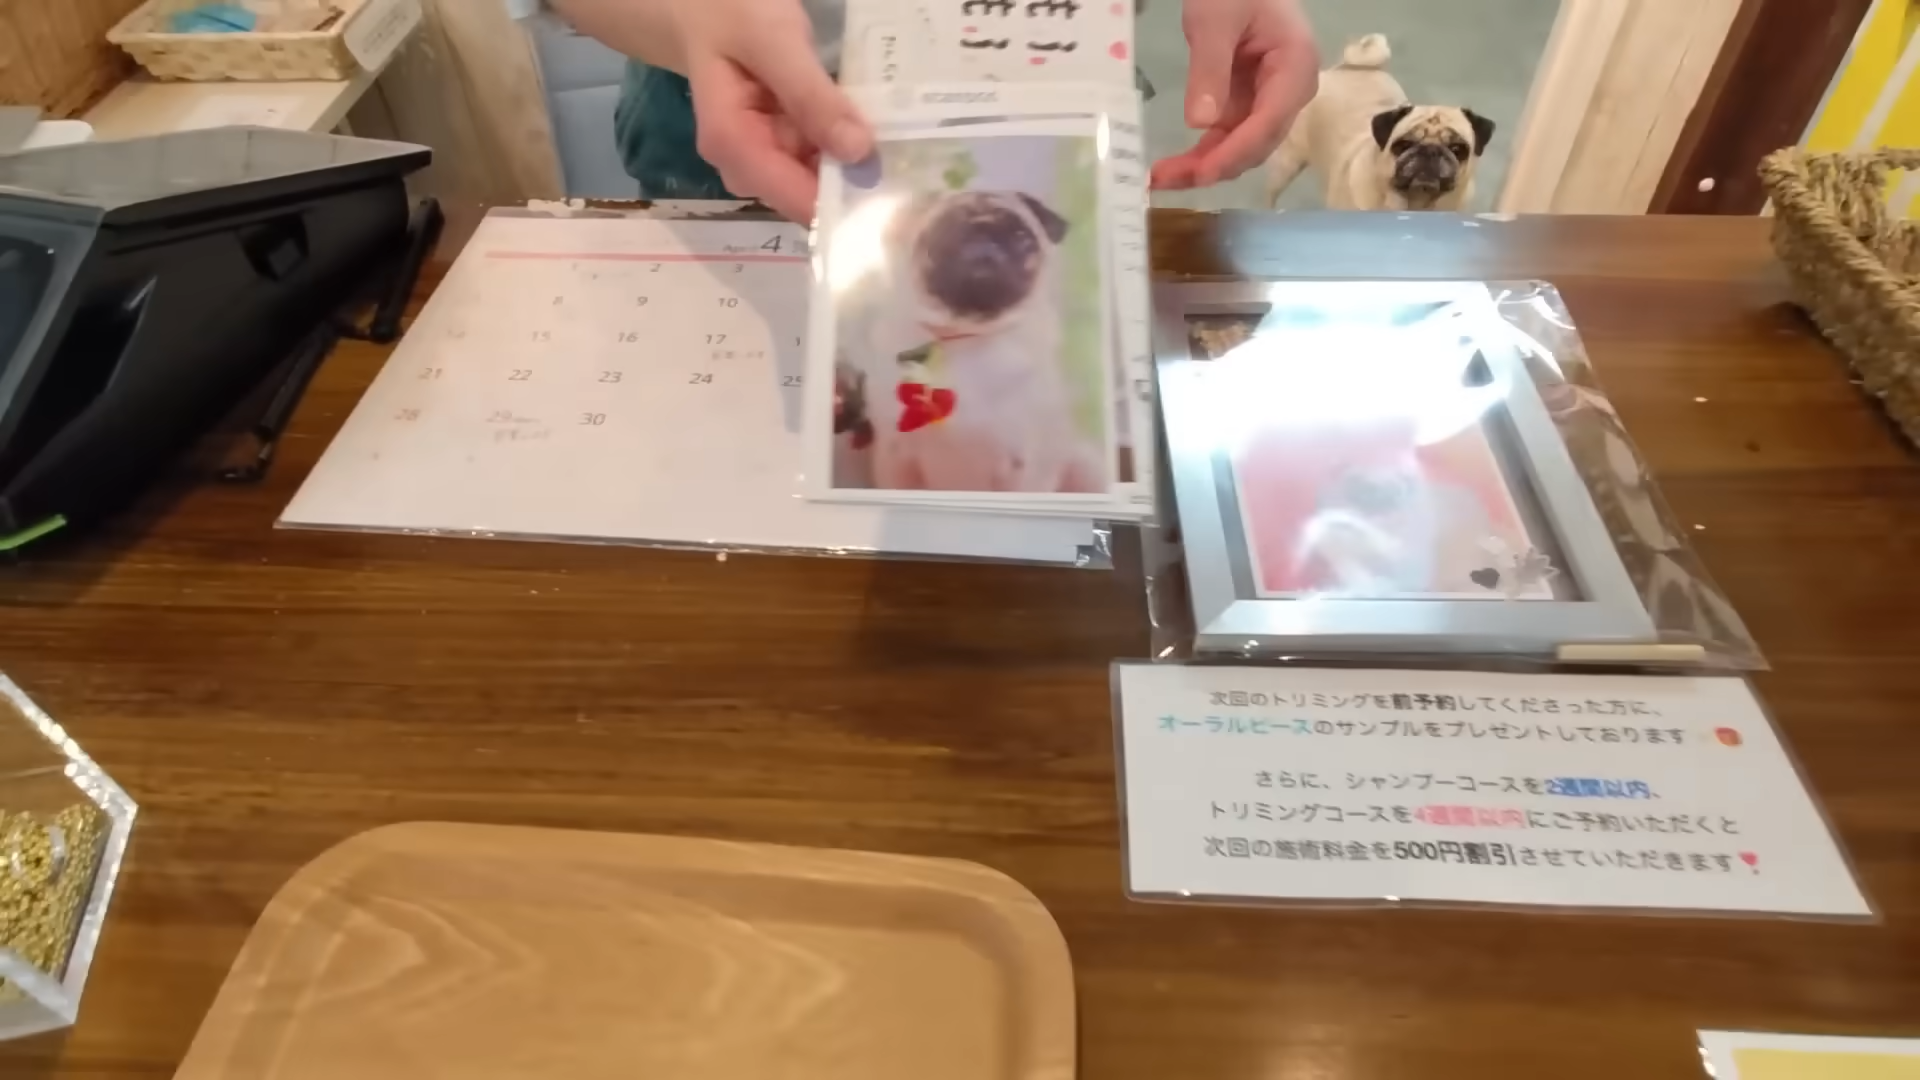 April 4
1 2 3
8 9 10
15 16 17
21 22 23 24 25
28 29 30
次回のトリミングを前予約してくださった方に、
オーラルピースのサンプルをプレゼントしております
さらに、シャンプーコースを2週間以内、
トリミングコースを4週間以内にご予約いただくと
次回の施術料金を500円割引させていただきます